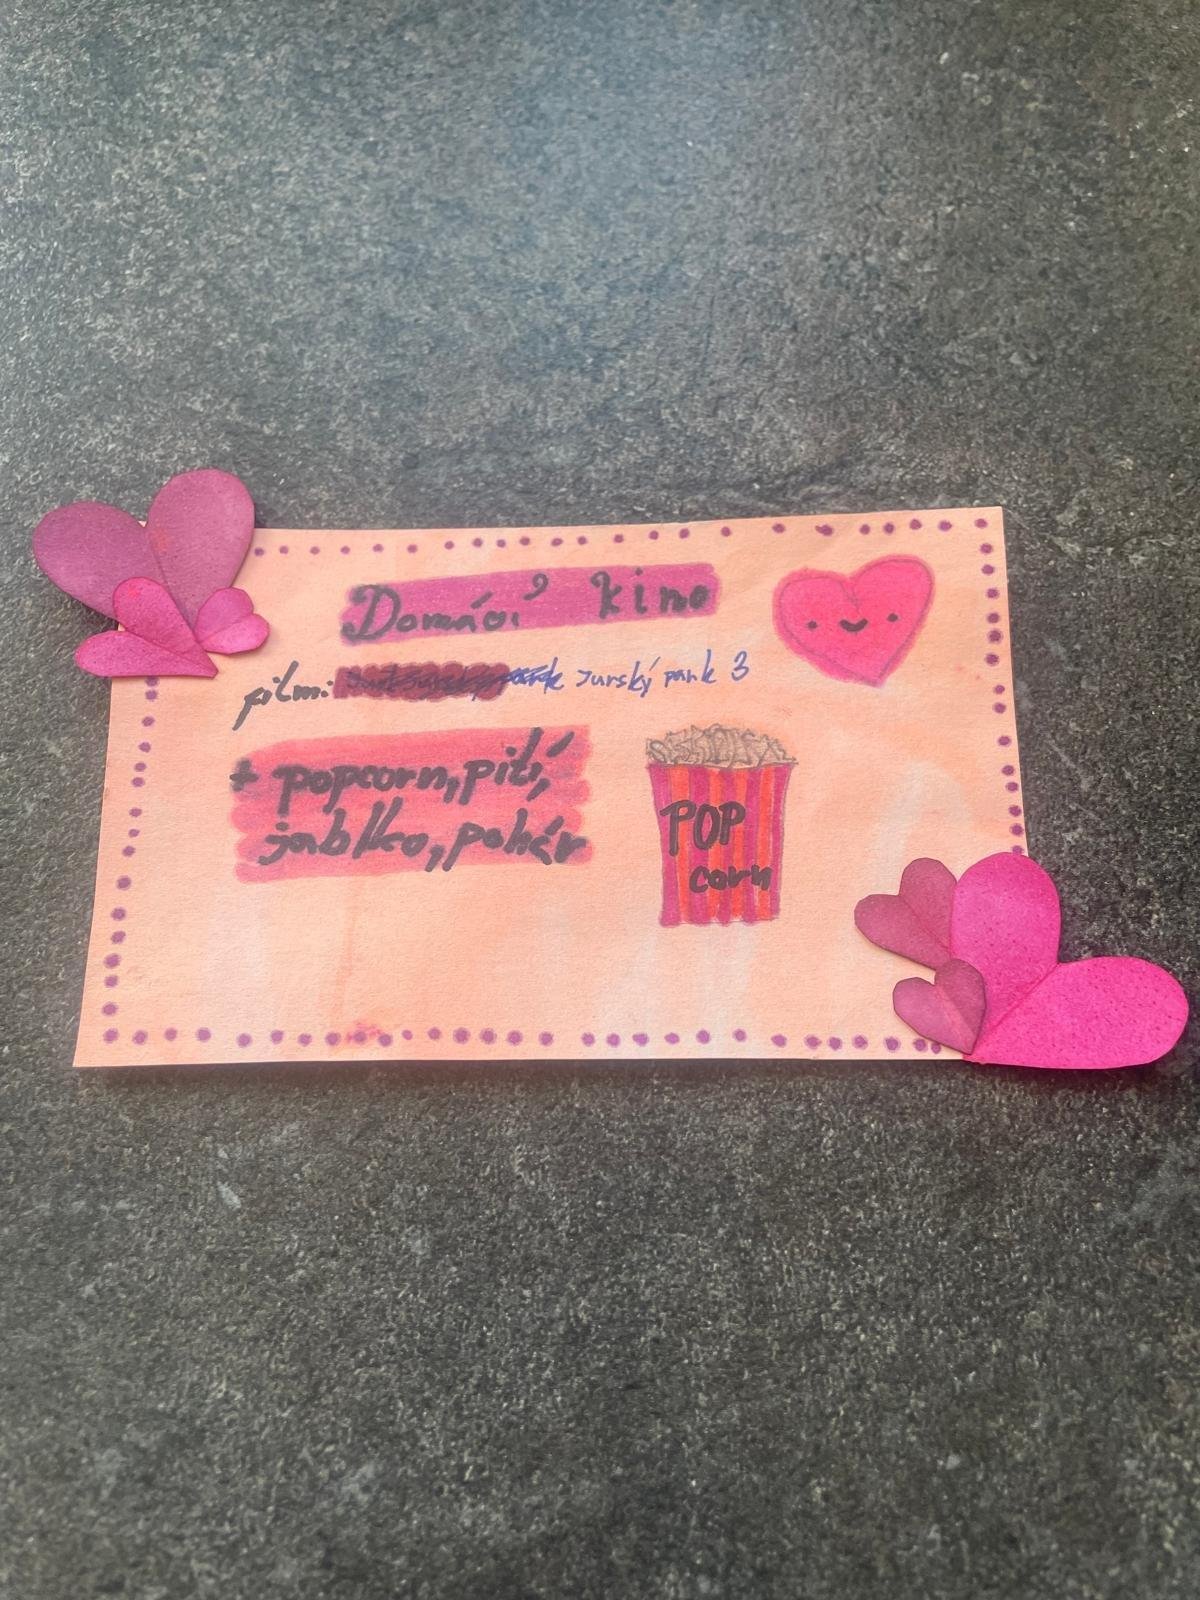 Domácí kino
film: Jurský park 3
+ popcorn, pití,
jablko, pohár
POP
corn